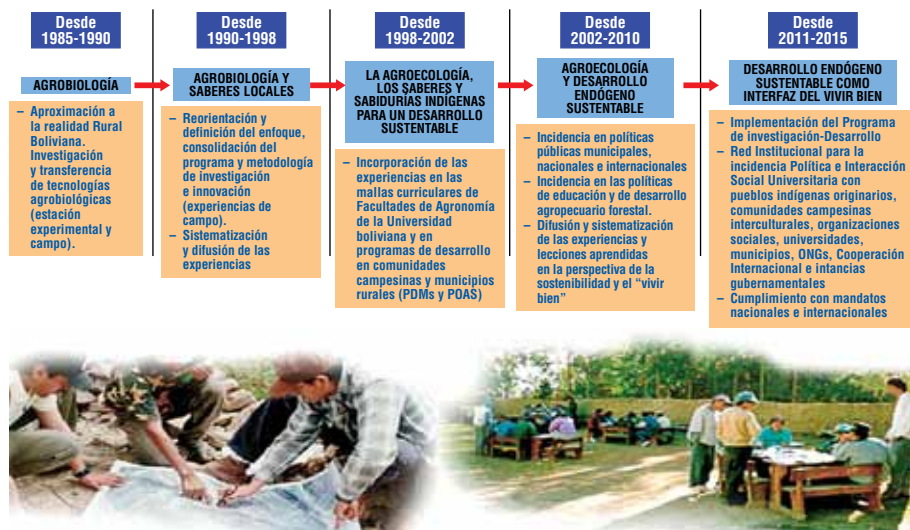 Desde
1985-1990
AGROBIOLOGÍA
– Aproximación a
la realidad Rural
Boliviana.
Investigación
y transferencia
de tecnologías
agrobiológicas
(estación
experimental y
campo).
Desde
1990-1998
AGROBIOLOGÍA Y
SABERES LOCALES
– Reorientación y
definición del enfoque,
consolidación del
programa y metodología
de investigación
e innovación
(experiencias de
campo).
– Sistematización
y difusión de las
experiencias
Desde
1998-2002
LA AGROECOLOGÍA,
LOS SABERES Y
SABIDURÍAS INDÍGENAS
PARA UN DESARROLLO
SUSTENTABLE
– Incorporación de las
experiencias en las
mallas curriculares de
Facultades de Agronomía
de la Universidad
boliviana y en
programas de desarrollo
en comunidades
campesinas y municipios
rurales (PDMs y POAS)
Desde
2002-2010
AGROECOLOGÍA
Y DESARROLLO
ENDÓGENO
SUSTENTABLE
– Incidencia en políticas
públicas municipales,
nacionales e internacionales
– Incidencia en las políticas
de educación y de desarrollo
agropecuario forestal.
– Difusión y sistematización
de las experiencias y
lecciones aprendidas
en la perspectiva de la
sostenibilidad y el “vivir
bien”
Desde
2011-2015
DESARROLLO ENDÓGENO
SUSTENTABLE COMO
INTERFAZ DEL VIVIR BIEN
– Implementación del Programa
de investigación-Desarrollo
– Red Institucional para la
incidencia Política e Interacción
Social Universitaria con
pueblos indígenas originarios,
comunidades campesinas
interculturales, organizaciones
sociales, universidades,
municipios, ONGs, Cooperación
Internacional e intancias
gubernamentales
– Cumplimiento con mandatos
nacionales e internacionales